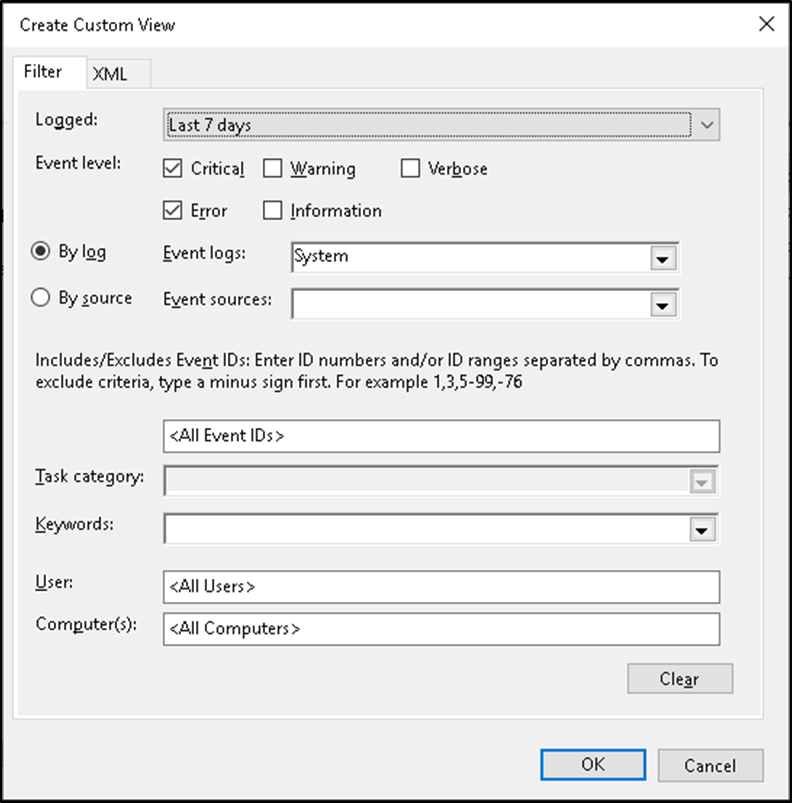 Create Custom View
Filter
XML
Logged:
Last 7 days
Event level:
Critical
Warning
Verbose
Error
Information
By log
Event logs:
System
By source
Event sources:
Includes/Excludes Event IDs: Enter ID numbers and/or ID ranges separated by commas. To
exclude criteria, type a minus sign first. For example 1,3,5-99,-76
<All Event IDs>
Task category:
Keywords:
User:
<All Users>
Computer(s):
<All Computers>
Clear
OK
Cancel